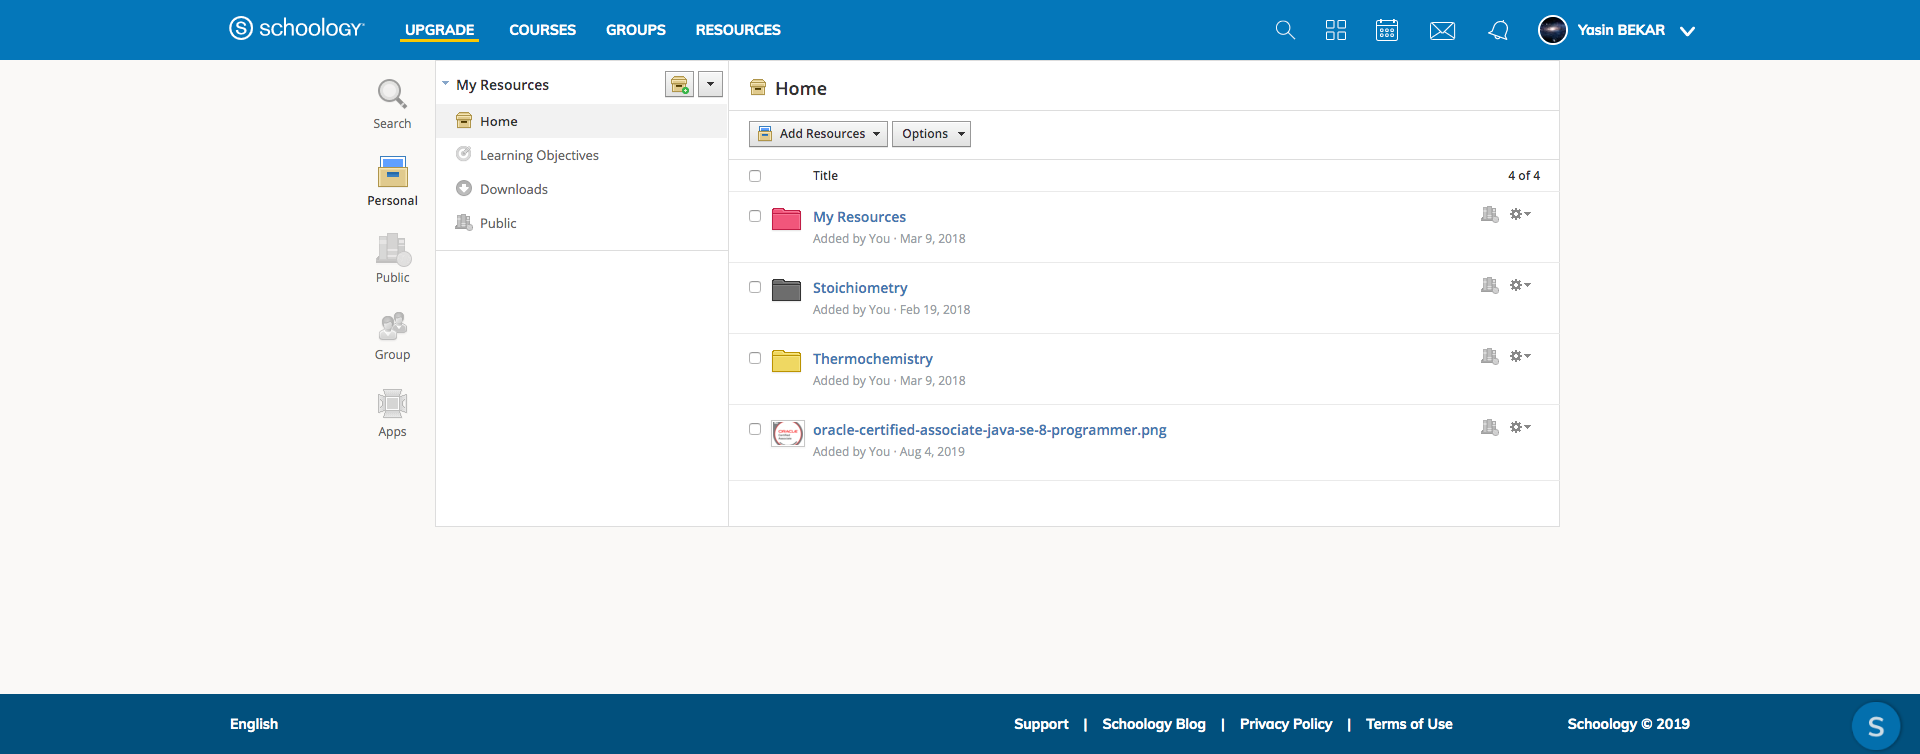 schoology UPGRADE COURSES GROUPS RESOURCES Yasin BEKAR
Search
Personal
Public
Group
Apps
My Resources
Home
Learning Objectives
Downloads
Public
Home
Add Resources Options
Title 4 of 4
My Resources
Added by You · Mar 9, 2018
Stoichiometry
Added by You · Feb 19, 2018
Thermochemistry
Added by You · Mar 9, 2018
ORACLE
oracle-certified-associate-java-se-8-programmer.png
Added by You · Aug 4, 2019
English Support | Schoology Blog | Privacy Policy | Terms of Use Schoology © 2019
S